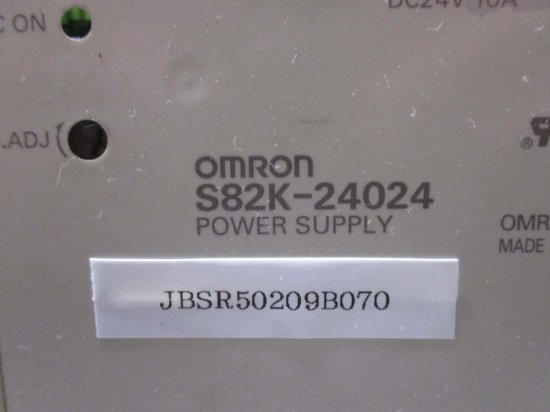 DC24V 10A
C ON
V.ADJ
OMRON
S82K-24024
POWER SUPPLY
OMR
MADE
JBSR50209B070